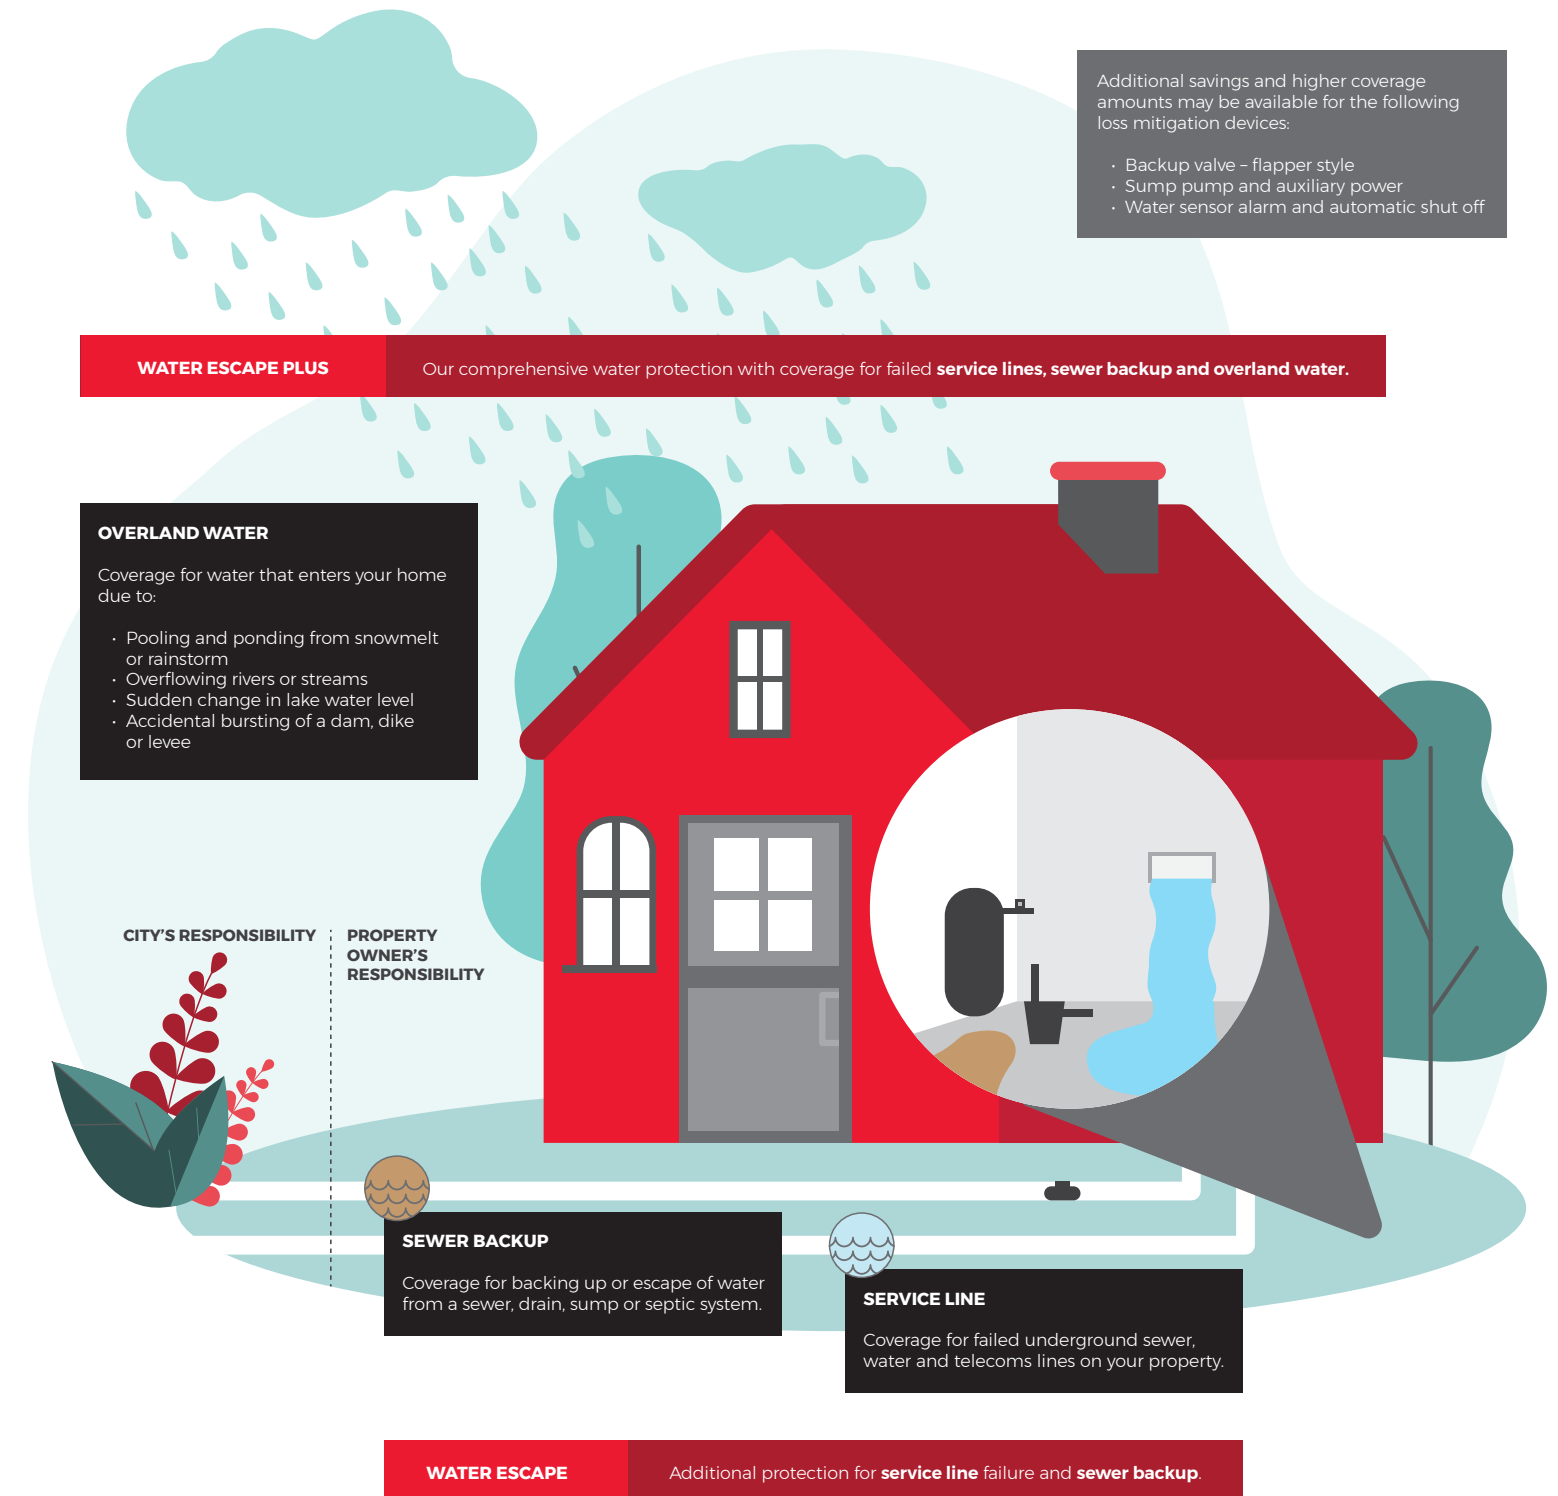 Additional savings and higher coverage
amounts may be available for the following
loss mitigation devices:
• Backup valve – flapper style
• Sump pump and auxiliary power
• Water sensor alarm and automatic shut off
WATER ESCAPE PLUS
Our comprehensive water protection with coverage for failed service lines, sewer backup and overland water.
OVERLAND WATER
Coverage for water that enters your home
due to:
• Pooling and ponding from snowmelt
or rainstorm
• Overflowing rivers or streams
• Sudden change in lake water level
• Accidental bursting of a dam, dike
or levee
CITY'S RESPONSIBILITY
PROPERTY
OWNER'S
RESPONSIBILITY
SEWER BACKUP
Coverage for backing up or escape of water
from a sewer, drain, sump or septic system.
SERVICE LINE
Coverage for failed underground sewer,
water and telecoms lines on your property.
WATER ESCAPE
Additional protection for service line failure and sewer backup.